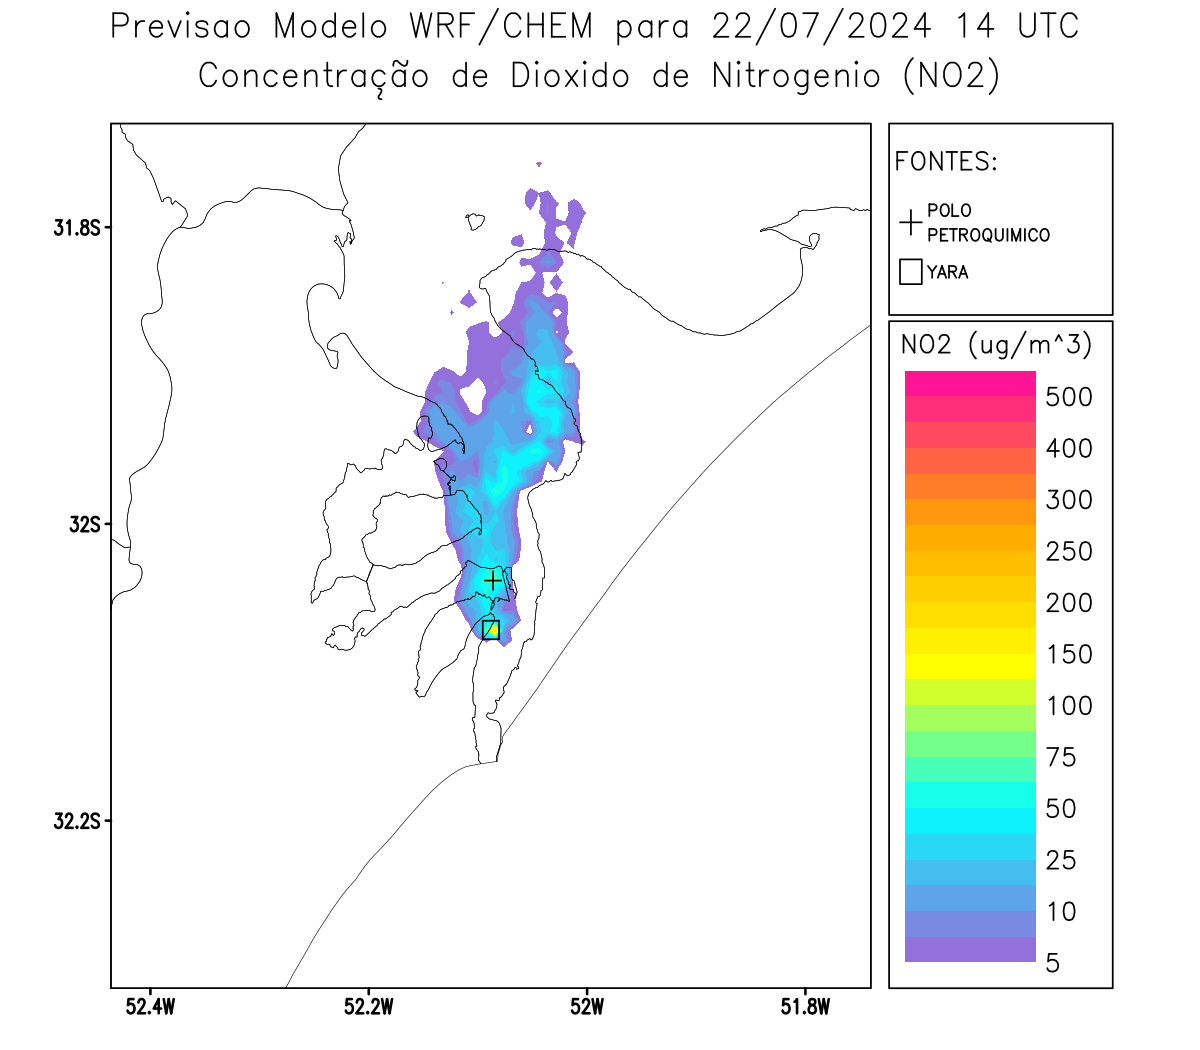 Previsao Modelo WRF/CHEM para 22/07/2024 14 UTC
Concentração de Dioxido de Nitrogenio (NO2)
FONTES:
POLO
PETROQUIMICO
YARA
31.8S
32S
32.2S
52.4W
52.2W
52W
51.8W
NO2 (ug/m^3)
500
400
300
250
200
150
100
75
50
25
10
5